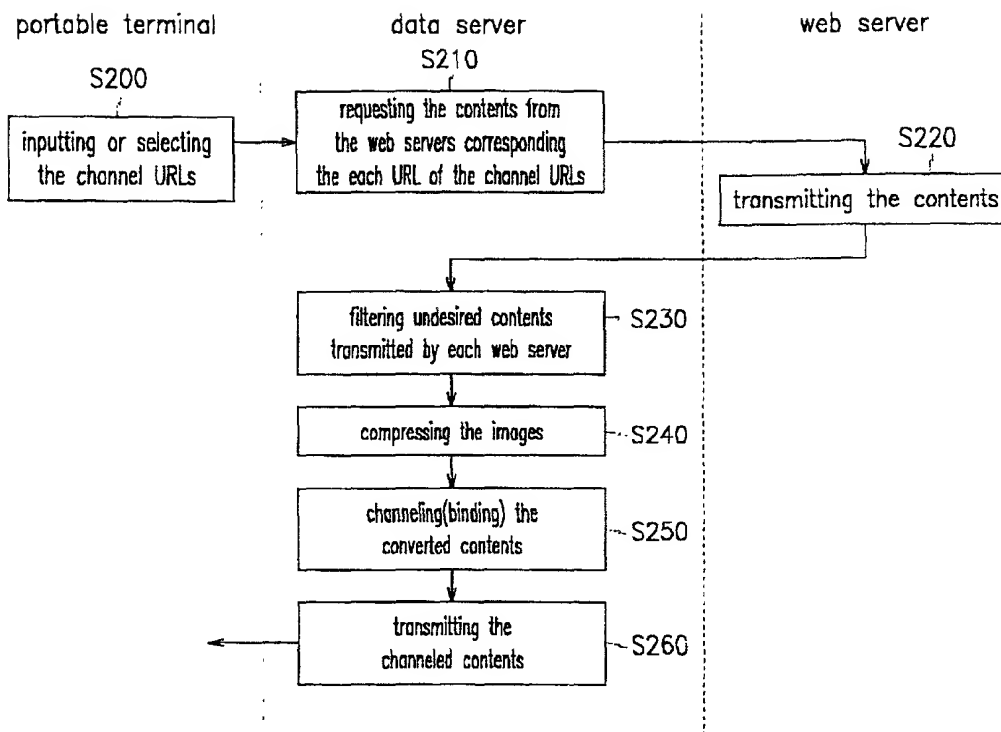 portable terminal
data server
web server
S200
inputting or selecting
the channel URLs
S210
requesting the contents from
the web servers corresponding
the each URL of the channel URLs
S220
transmitting the contents
filtering undesired contents
transmitted by each web server
S230
compressing the images
S240
channeling(binding) the
converted contents
S250
transmitting the
channeled contents
S260